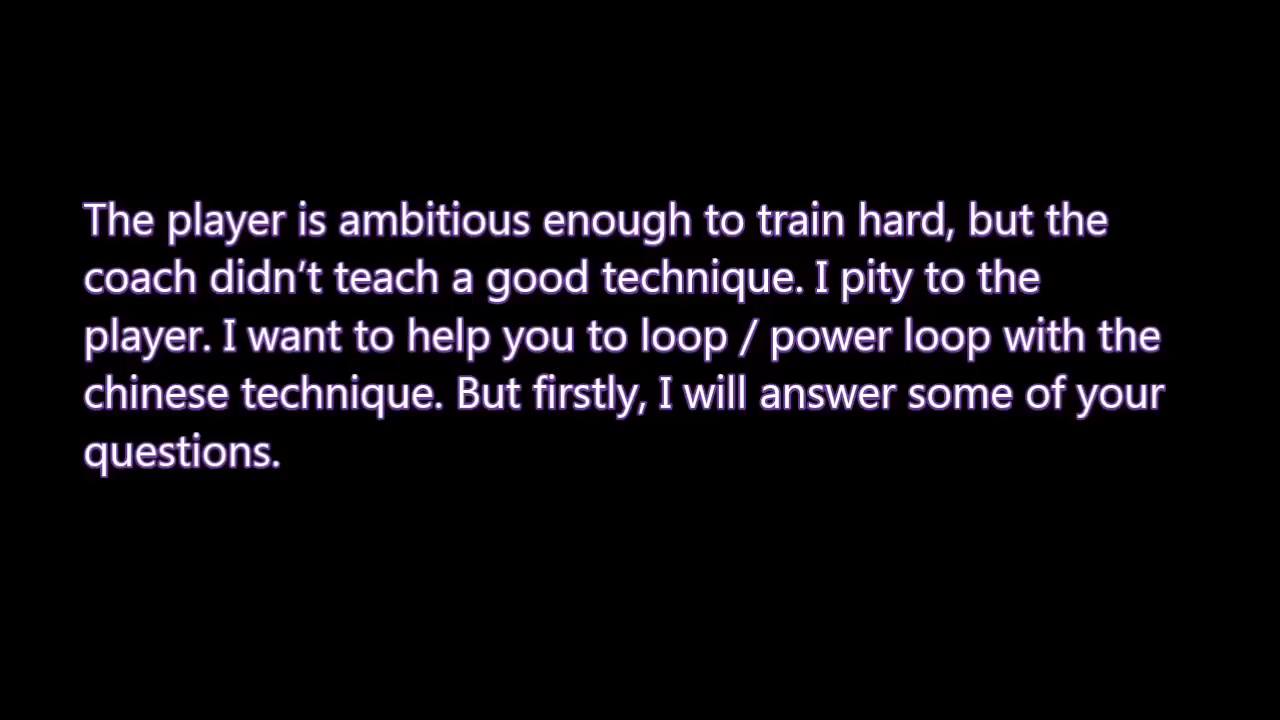 The player is ambitious enough to train hard, but the
coach didn’t teach a good technique. I pity to the
player. I want to help you to loop / power loop with the
chinese technique. But firstly, I will answer some of your
questions.